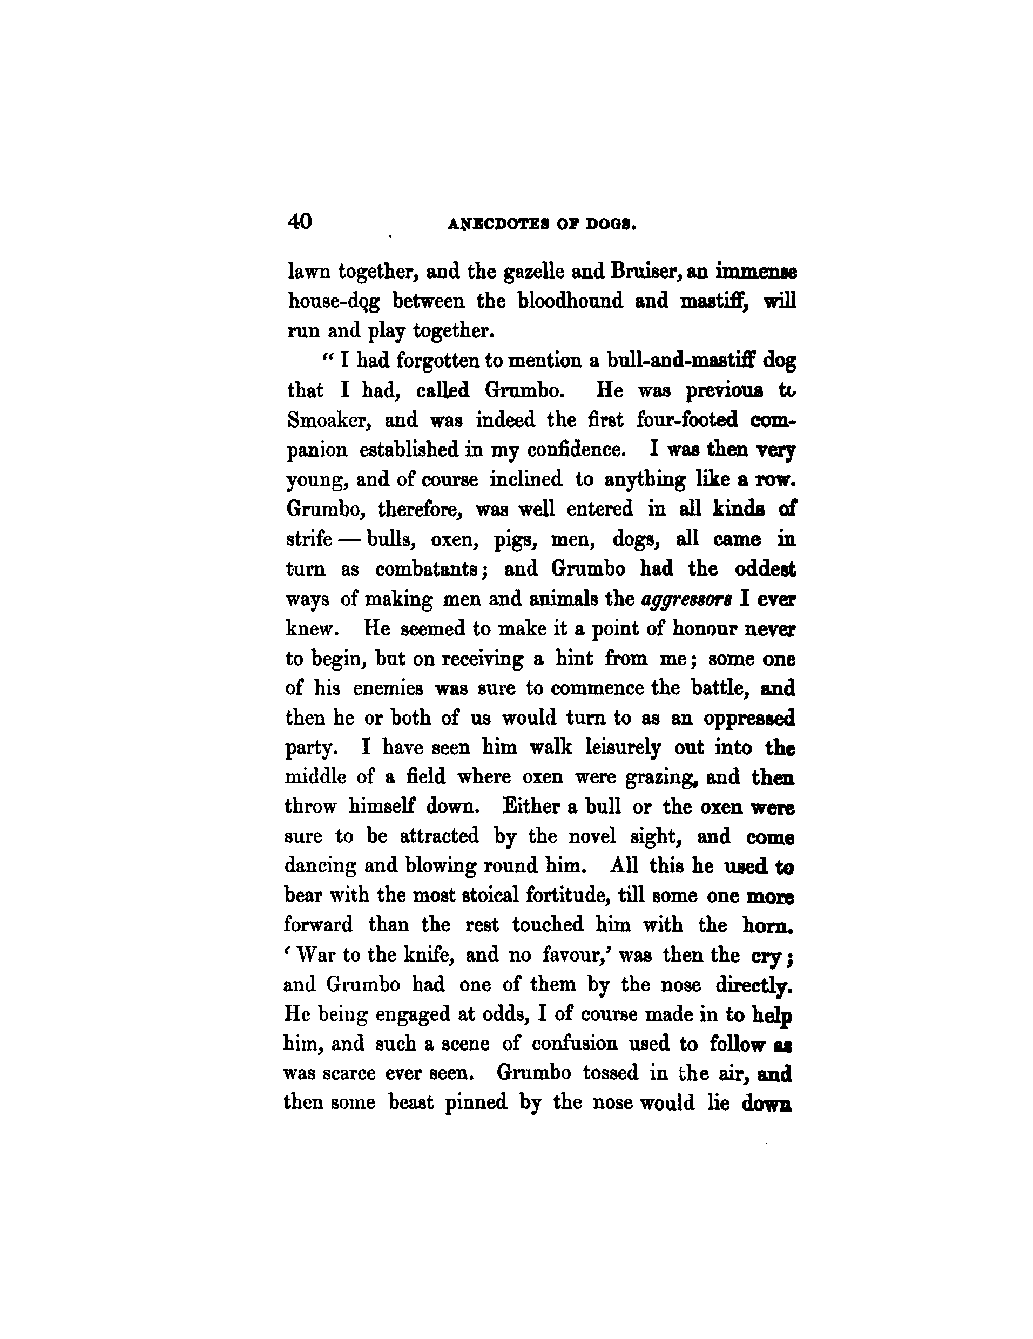 40 ANECDOTES OF DOGS.
lawn together, and the gazelle and Bruiser, an immense
house-dog between the bloodhound and mastiff, will
run and play together.
“ I had forgotten to mention a bull-and-mastiff dog
that I had, called Grumbo. He was previous to
Smoaker, and was indeed the first four-footed com-
panion established in my confidence. I was then very
young, and of course inclined to anything like a row.
Grumbo, therefore, was well entered in all kinds of
strife — bulls, oxen, pigs, men, dogs, all came in
turn as combatants; and Grumbo had the oddest
ways of making men and animals the aggressors I ever
knew. He seemed to make it a point of honour never
to begin, but on receiving a hint from me; some one
of his enemies was sure to commence the battle, and
then he or both of us would turn to as an oppressed
party. I have seen him walk leisurely out into the
middle of a field where oxen were grazing, and then
throw himself down. Either a bull or the oxen were
sure to be attracted by the novel sight, and come
dancing and blowing round him. All this he used to
bear with the most stoical fortitude, till some one more
forward than the rest touched him with the horn.
‘ War to the knife, and no favour,’ was then the cry;
and Grumbo had one of them by the nose directly.
He being engaged at odds, I of course made in to help
him, and such a scene of confusion used to follow as
was scarce ever seen. Grumbo tossed in the air, and
then some beast pinned by the nose would lie down